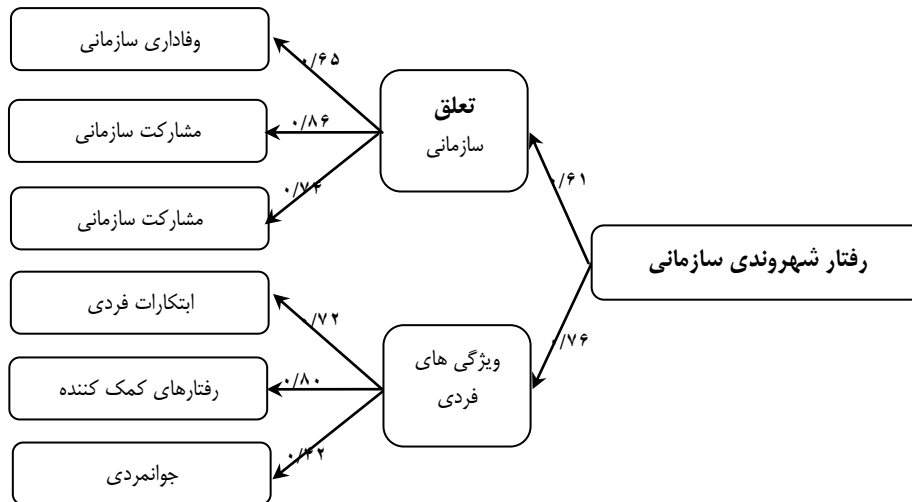 رفتار شهروندی سازمانی
۰/۶۱
۰/۷۶
تعلق
سازمانی
۰/۶۵
۰/۸۶
۰/۷۴
وفاداری سازمانی
مشارکت سازمانی
مشارکت سازمانی
ویژگی های
فردی
۰/۷۲
۰/۸۰
۰/۴۲
ابتکارات فردی
رفتارهای کمک کننده
جوانمردی